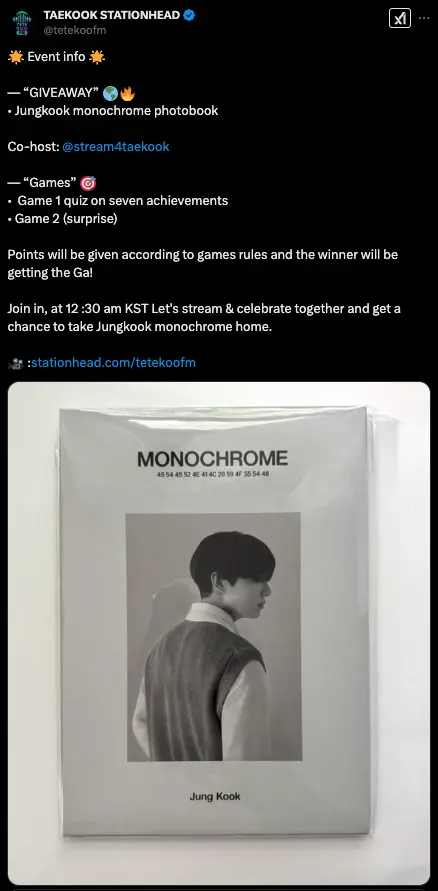 TAEKOOK STATIONHEAD
@tetekoofm
🌟 Event info 🌟
— “GIVEAWAY” 🌎🔥
• Jungkook monochrome photobook
Co-host: @stream4taekook
— “Games” 🎯
• Game 1 quiz on seven achievements
• Game 2 (surprise)
Points will be given according to games rules and the winner will be
getting the Ga!
Join in, at 12 :30 am KST Let's stream & celebrate together and get a
chance to take Jungkook monochrome home.
🎥 :stationhead.com/tetekoofm
MONOCHROME
45 54 45 52 4E 41 4C 20 59 4F 55 54 48
Jung Kook